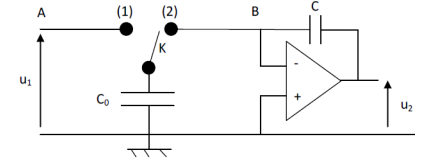 A (1) (2) B C
K
u₁ C₀ - +
u₂